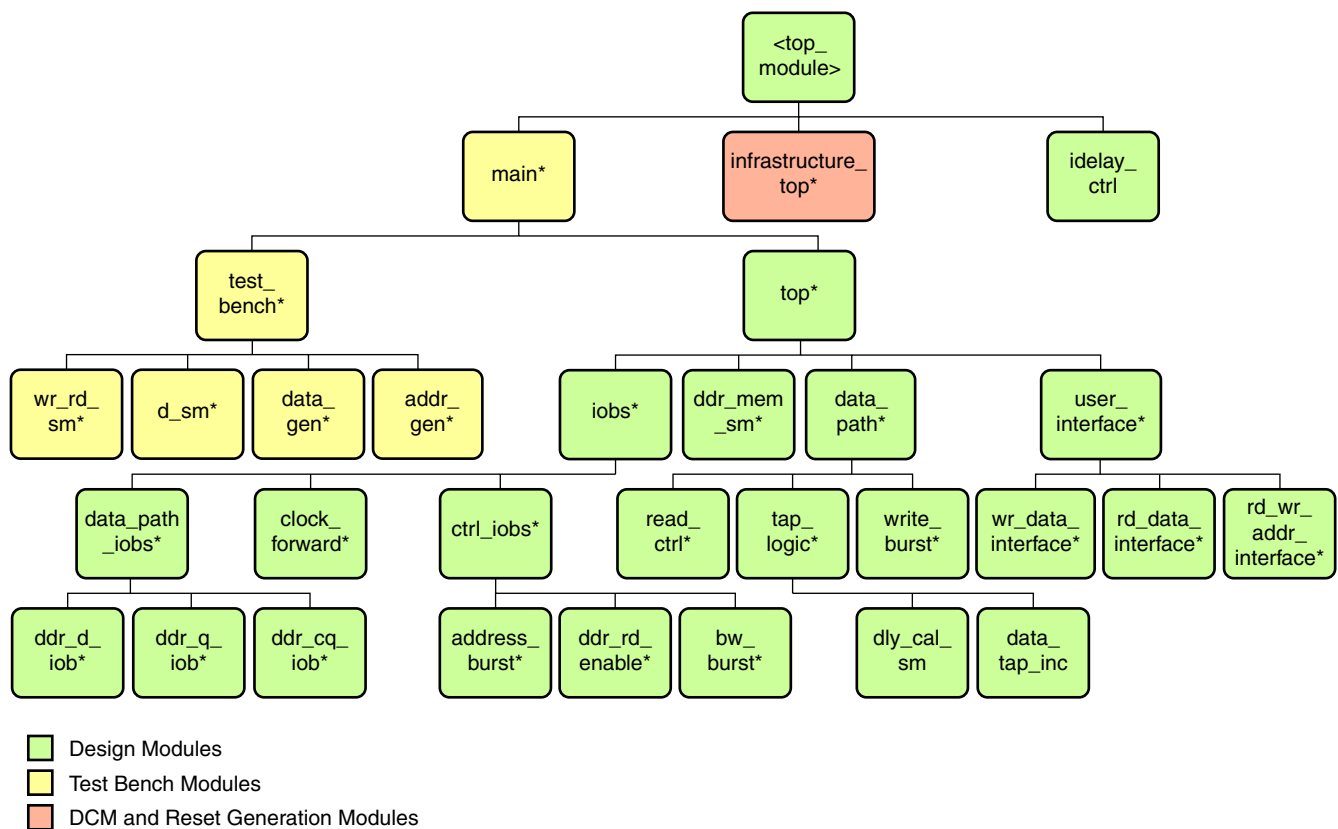 <top_
module>
main*
infrastructure_
top*
idelay_
ctrl
test_
bench*
top*
wr_rd_
sm*
d_sm*
data_
gen*
addr_
gen*
iobs*
ddr_mem
_sm*
data_
path*
user_
interface*
data_path
_iobs*
clock_
forward*
ctrl_iobs*
read_
ctrl*
tap_
logic*
write_
burst*
wr_data_
interface*
rd_data_
interface*
rd_wr_
addr_
interface*
ddr_d_
iob*
ddr_q_
iob*
ddr_cq_
iob*
address_
burst*
ddr_rd_
enable*
bw_
burst*
dly_cal_
sm
data_
tap_inc
Design Modules
Test Bench Modules
DCM and Reset Generation Modules